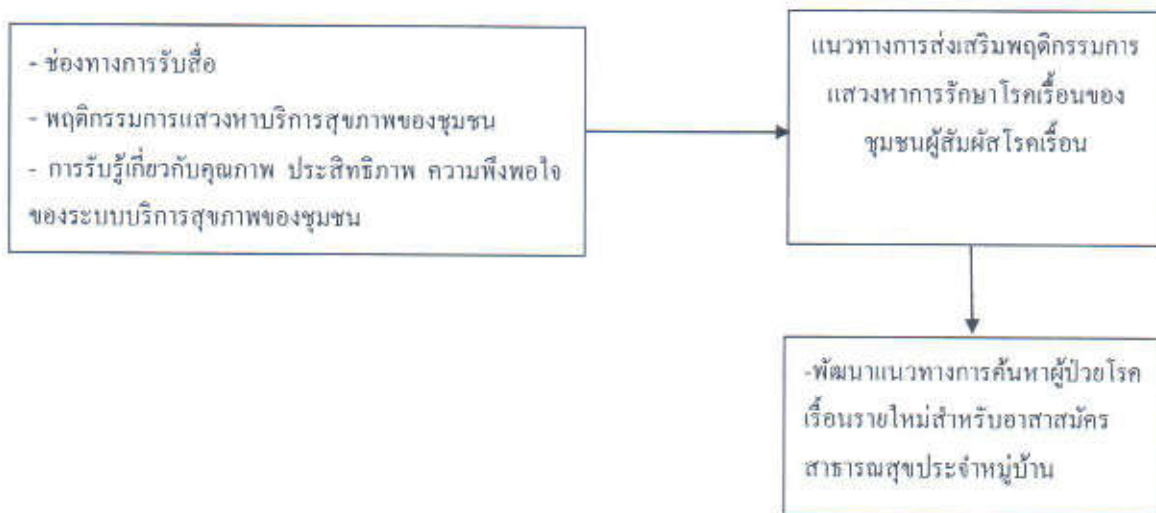 - ช่องทางการรับสื่อ
- พฤติกรรมการแสวงหาบริการสุขภาพของชุมชน
- การรับรู้เกี่ยวกับคุณภาพ ประสิทธิภาพ ความพึงพอใจ
ของระบบบริการสุขภาพของชุมชน
แนวทางการส่งเสริมพฤติกรรมการ
แสวงหาการรักษาโรคเรื้อนของ
ชุมชนผู้สัมผัสโรคเรื้อน
-พัฒนาแนวทางการค้นหาผู้ป่วยโรค
เรื้อนรายใหม่สำหรับอาสาสมัคร
สาธารณสุขประจำหมู่บ้าน